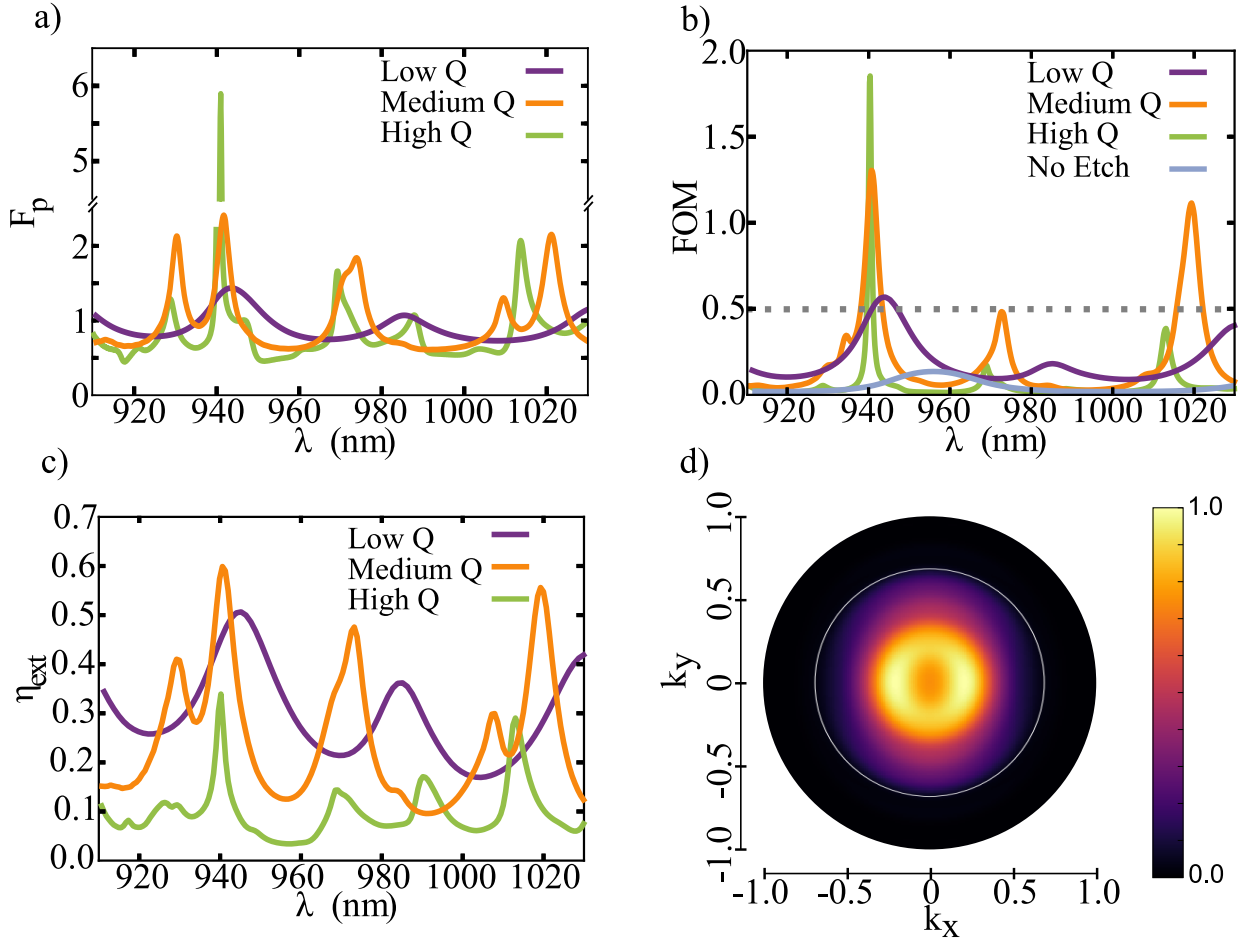 a)
F_p
6
5
2
1
0
Low Q
Medium Q
High Q
920 940 960 980 1000 1020
λ (nm)
b)
FOM
2.0
1.5
1.0
0.5
0.0
Low Q
Medium Q
High Q
No Etch
920 940 960 980 1000 1020
λ (nm)
c)
η_ext
0.7
0.6
0.5
0.4
0.3
0.2
0.1
0.0
Low Q
Medium Q
High Q
920 940 960 980 1000 1020
λ (nm)
d)
k_y
1.0
0.5
0
-0.5
-1.0
-1.0 -0.5 0 0.5 1.0
k_x
1.0
0.0